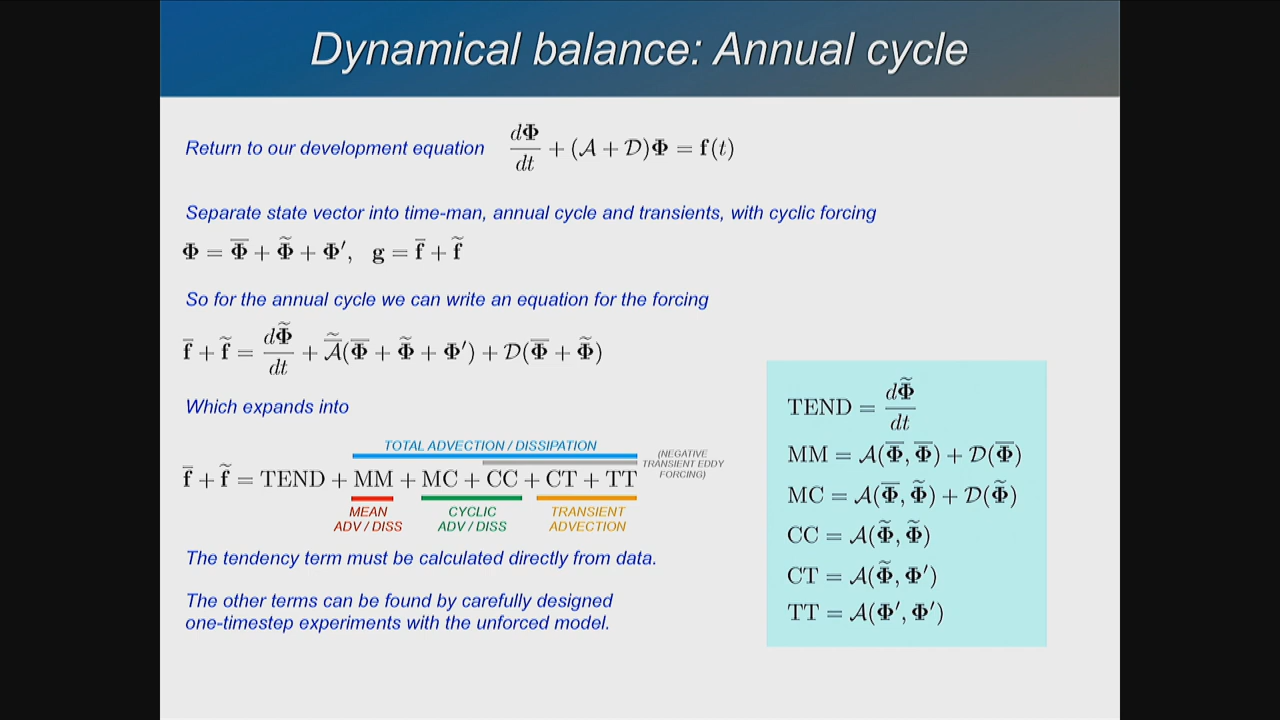 Dynamical balance: Annual cycle
Return to our development equation dΦ/dt + (𝒜 + 𝒟)Φ = f(t)
Separate state vector into time-man, annual cycle and transients, with cyclic forcing
Φ = Φ̅ + Φ̃ + Φ′, g = f̅ + f̃
So for the annual cycle we can write an equation for the forcing
f̅ + f̃ = dΦ̃/dt + 𝒜̅̃(Φ̅ + Φ̃ + Φ′) + 𝒟(Φ̅ + Φ̃)
Which expands into
TOTAL ADVECTION / DISSIPATION
(NEGATIVE
TRANSIENT EDDY
FORCING)
f̅ + f̃ = TEND + MM + MC + CC + CT + TT
MEAN
ADV / DISS
CYCLIC
ADV / DISS
TRANSIENT
ADVECTION
The tendency term must be calculated directly from data.
The other terms can be found by carefully designed
one-timestep experiments with the unforced model.
TEND = dΦ̃/dt
MM = 𝒜(Φ̅, Φ̅) + 𝒟(Φ̅)
MC = 𝒜(Φ̅, Φ̃) + 𝒟(Φ̃)
CC = 𝒜(Φ̃, Φ̃)
CT = 𝒜(Φ̃, Φ′)
TT = 𝒜(Φ′, Φ′)